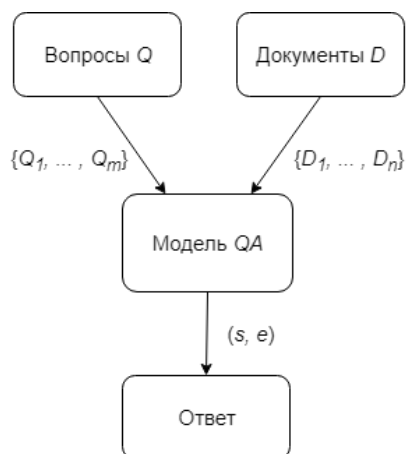 Вопросы Q
Документы D
{Q1, ... , Qm}
{D1, ... , Dn}
Модель QA
(s, e)
Ответ